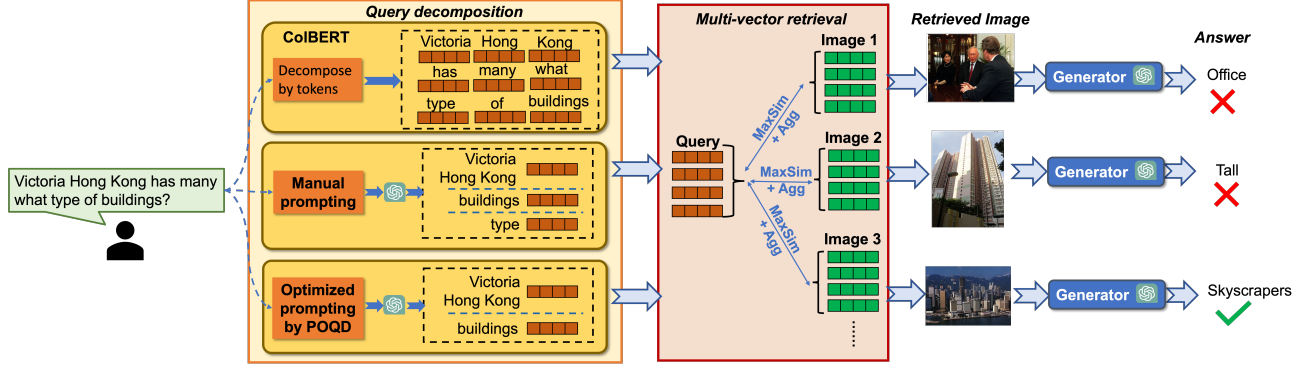 Query decomposition
Multi-vector retrieval
Retrieved Image
Answer
ColBERT
Decompose
by tokens
Victoria Hong Kong
has many what
type of buildings
Manual
prompting
Victoria
Hong Kong
buildings
type
Optimized
prompting
by POQD
Victoria
Hong Kong
buildings
Victoria Hong Kong has many
what type of buildings?
Query
MaxSim
+ Agg
MaxSim
+ Agg
MaxSim
+ Agg
Image 1
Image 2
Image 3
......
Generator
Office
Generator
Tall
Generator
Skyscrapers